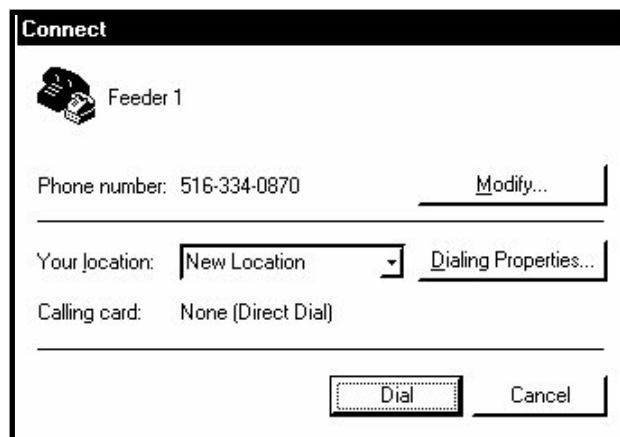 Connect
Feeder 1
Phone number: 516-334-0870 Modify...
Your location: New Location Dialing Properties...
Calling card: None (Direct Dial)
Dial Cancel